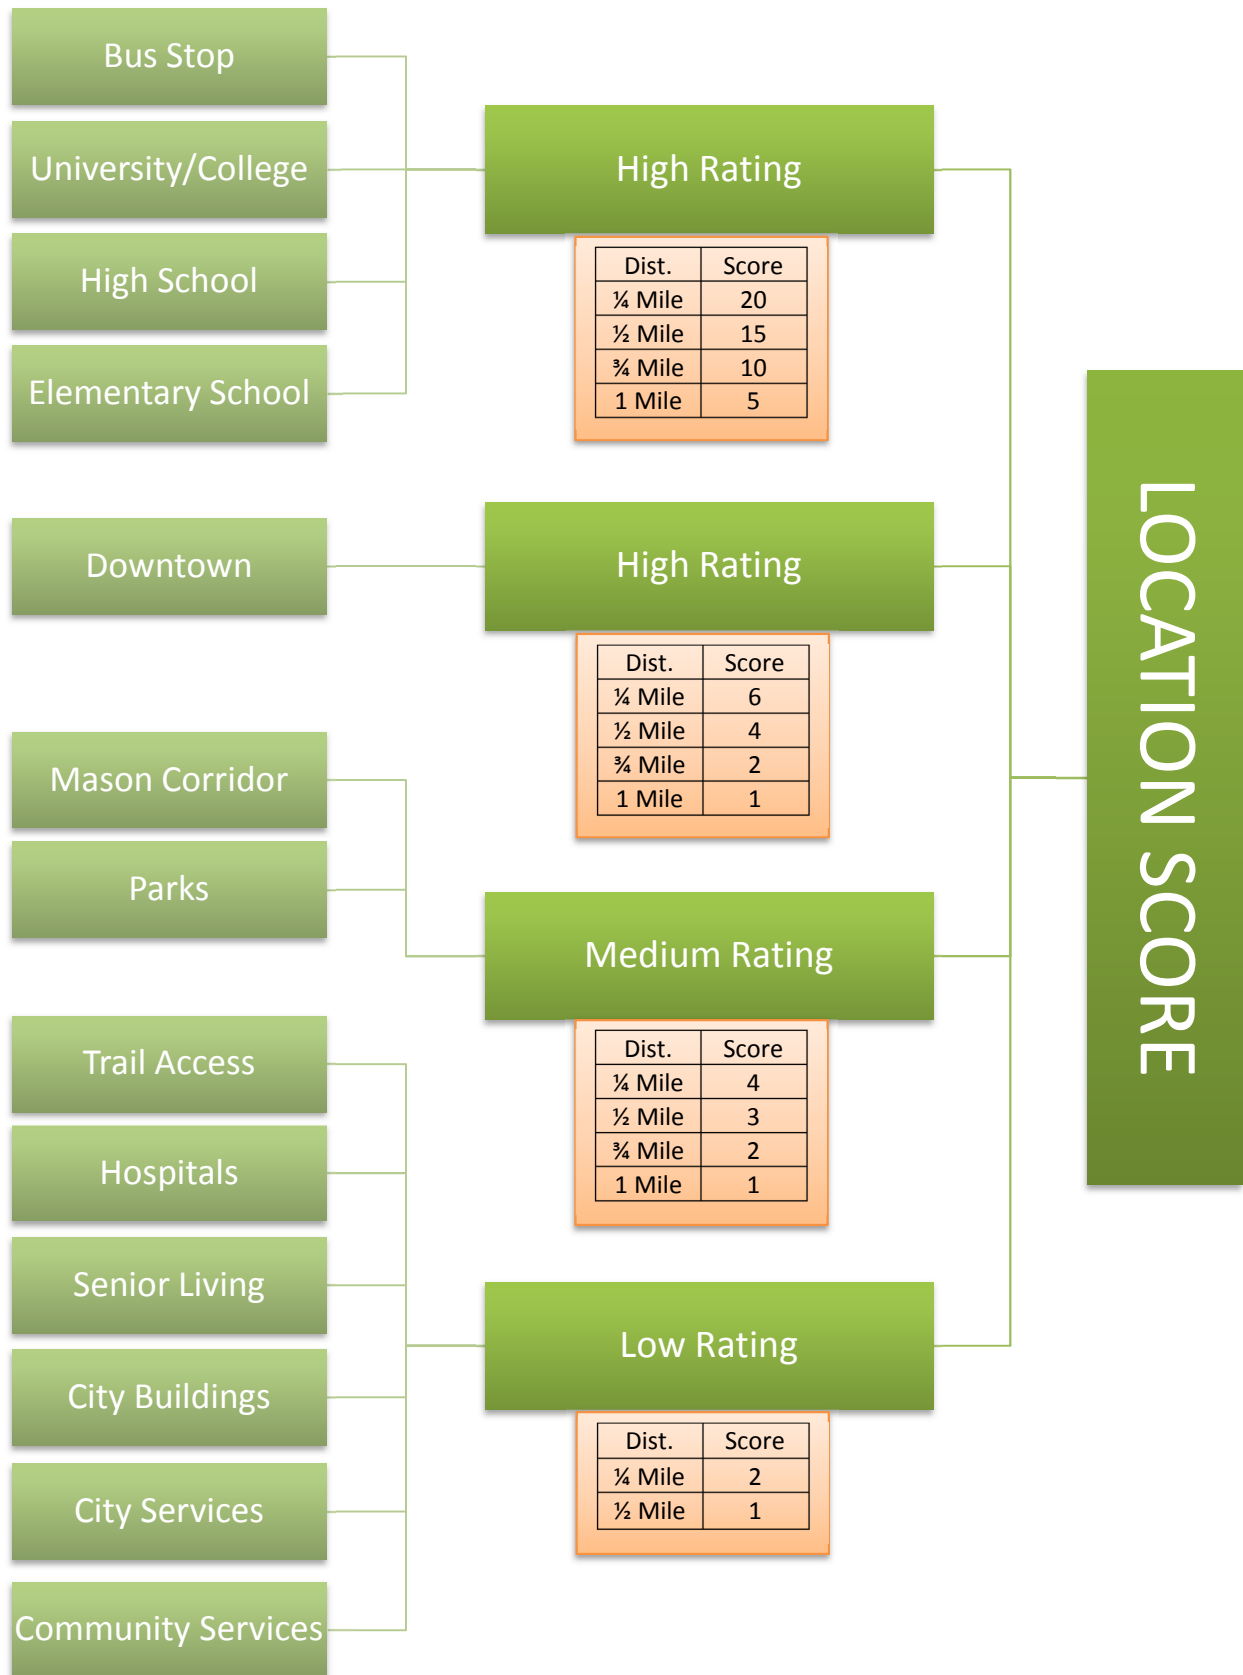 Bus Stop
University/College
High School
Elementary School
High Rating
Dist. Score
¼ Mile 20
½ Mile 15
¾ Mile 10
1 Mile 5
Downtown
High Rating
Dist. Score
¼ Mile 6
½ Mile 4
¾ Mile 2
1 Mile 1
Mason Corridor
Parks
Medium Rating
Dist. Score
¼ Mile 4
½ Mile 3
¾ Mile 2
1 Mile 1
Trail Access
Hospitals
Senior Living
City Buildings
City Services
Community Services
Low Rating
Dist. Score
¼ Mile 2
½ Mile 1
LOCATION SCORE